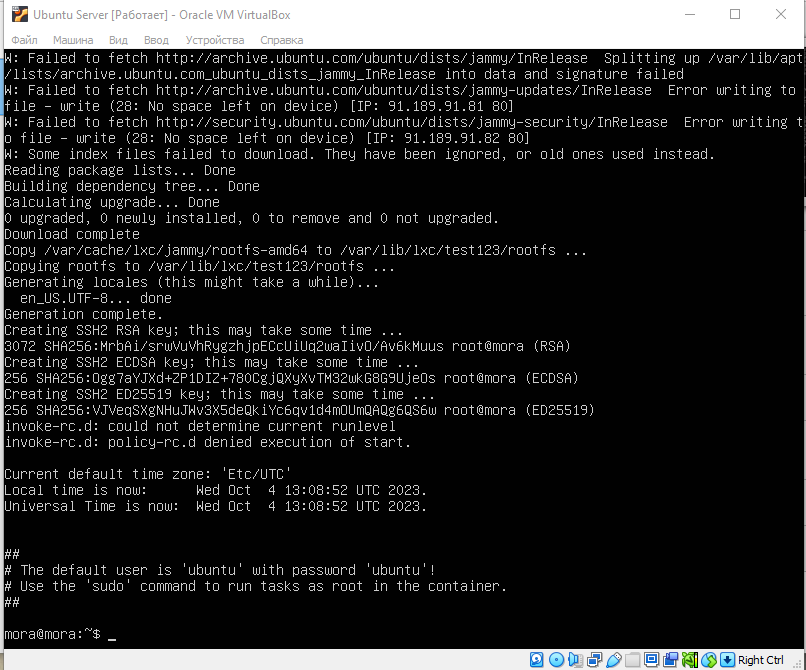 Ubuntu Server [Работает] - Oracle VM VirtualBox
Файл Машина Вид Ввод Устройства Справка
W: Failed to fetch http://archive.ubuntu.com/ubuntu/dists/jammy/InRelease  Splitting up /var/lib/apt
/lists/archive.ubuntu.com_ubuntu_dists_jammy_InRelease into data and signature failed
W: Failed to fetch http://archive.ubuntu.com/ubuntu/dists/jammy-updates/InRelease  Error writing to
file - write (28: No space left on device) [IP: 91.189.91.81 80]
W: Failed to fetch http://security.ubuntu.com/ubuntu/dists/jammy-security/InRelease  Error writing t
o file - write (28: No space left on device) [IP: 91.189.91.82 80]
W: Some index files failed to download. They have been ignored, or old ones used instead.
Reading package lists... Done
Building dependency tree... Done
Calculating upgrade... Done
0 upgraded, 0 newly installed, 0 to remove and 0 not upgraded.
Download complete
Copy /var/cache/lxc/jammy/rootfs-amd64 to /var/lib/lxc/test123/rootfs ...
Copying rootfs to /var/lib/lxc/test123/rootfs ...
Generating locales (this might take a while)...
  en_US.UTF-8... done
Generation complete.
Creating SSH2 RSA key; this may take some time ...
3072 SHA256:MrbAi/srwVuVhRygzhjpECcUiUq2waIivO/Av6kMuus root@mora (RSA)
Creating SSH2 ECDSA key; this may take some time ...
256 SHA256:Ogg7aYJXd+ZP1DIZ+780CgjQXyXvTM32wkG8G9UjeOs root@mora (ECDSA)
Creating SSH2 ED25519 key; this may take some time ...
256 SHA256:VJVeqSXgNHuJWv3X5deQkiYc6qv1d4mOUmQAQg6QS6w root@mora (ED25519)
invoke-rc.d: could not determine current runlevel
invoke-rc.d: policy-rc.d denied execution of start.
Current default time zone: 'Etc/UTC'
Local time is now:      Wed Oct  4 13:08:52 UTC 2023.
Universal Time is now:  Wed Oct  4 13:08:52 UTC 2023.
##
# The default user is 'ubuntu' with password 'ubuntu'!
# Use the 'sudo' command to run tasks as root in the container.
##
mora@mora:~$ _
Right Ctrl